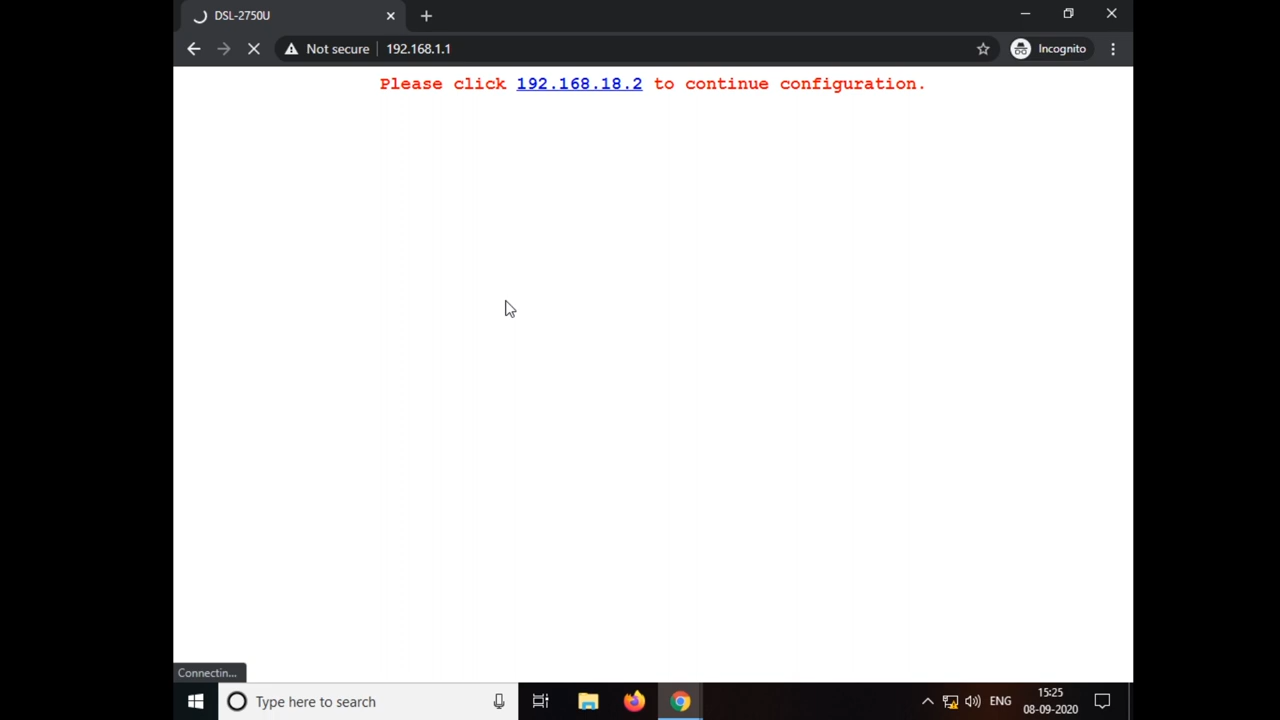 DSL-2750U
Not secure
192.168.1.1
Incognito
Please click 192.168.18.2 to continue configuration.
Connectin...
Type here to search
ENG
15:25
08-09-2020